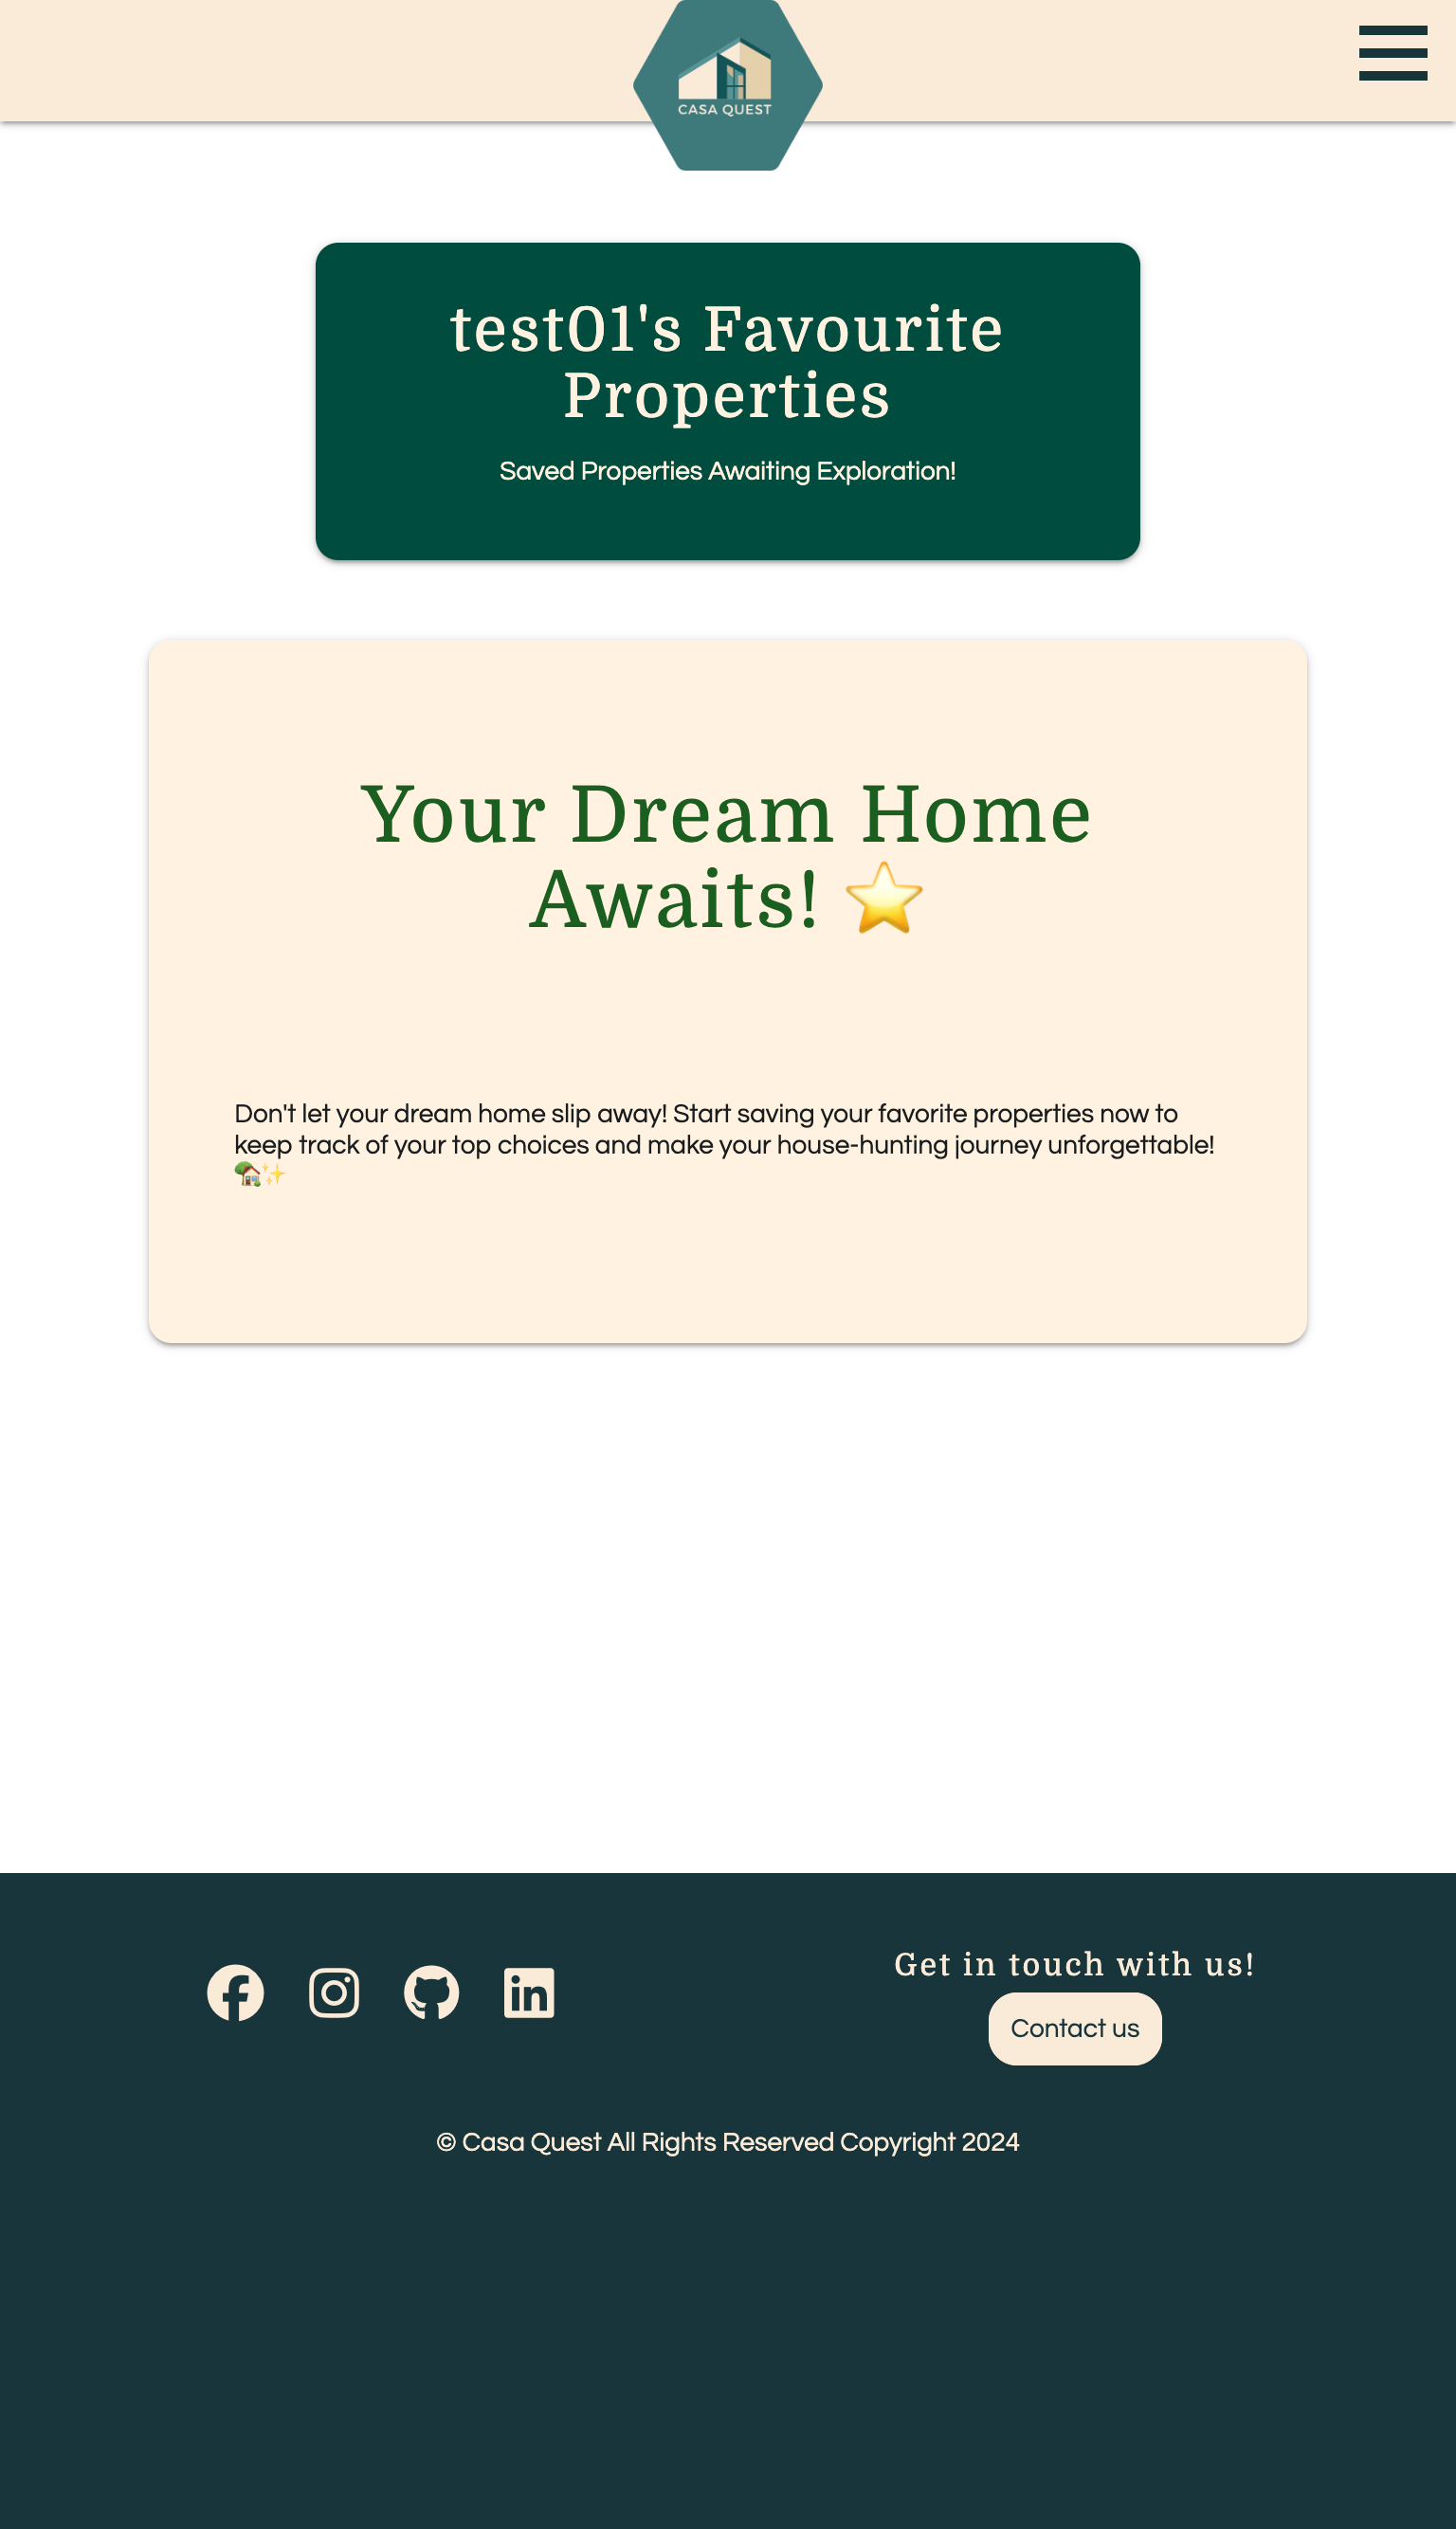 CASA QUEST
test01's Favourite
Properties
Saved Properties Awaiting Exploration!
Your Dream Home
Awaits! ⭐
Don't let your dream home slip away! Start saving your favorite properties now to
keep track of your top choices and make your house-hunting journey unforgettable!
🏡✨
Get in touch with us!
Contact us
© Casa Quest All Rights Reserved Copyright 2024